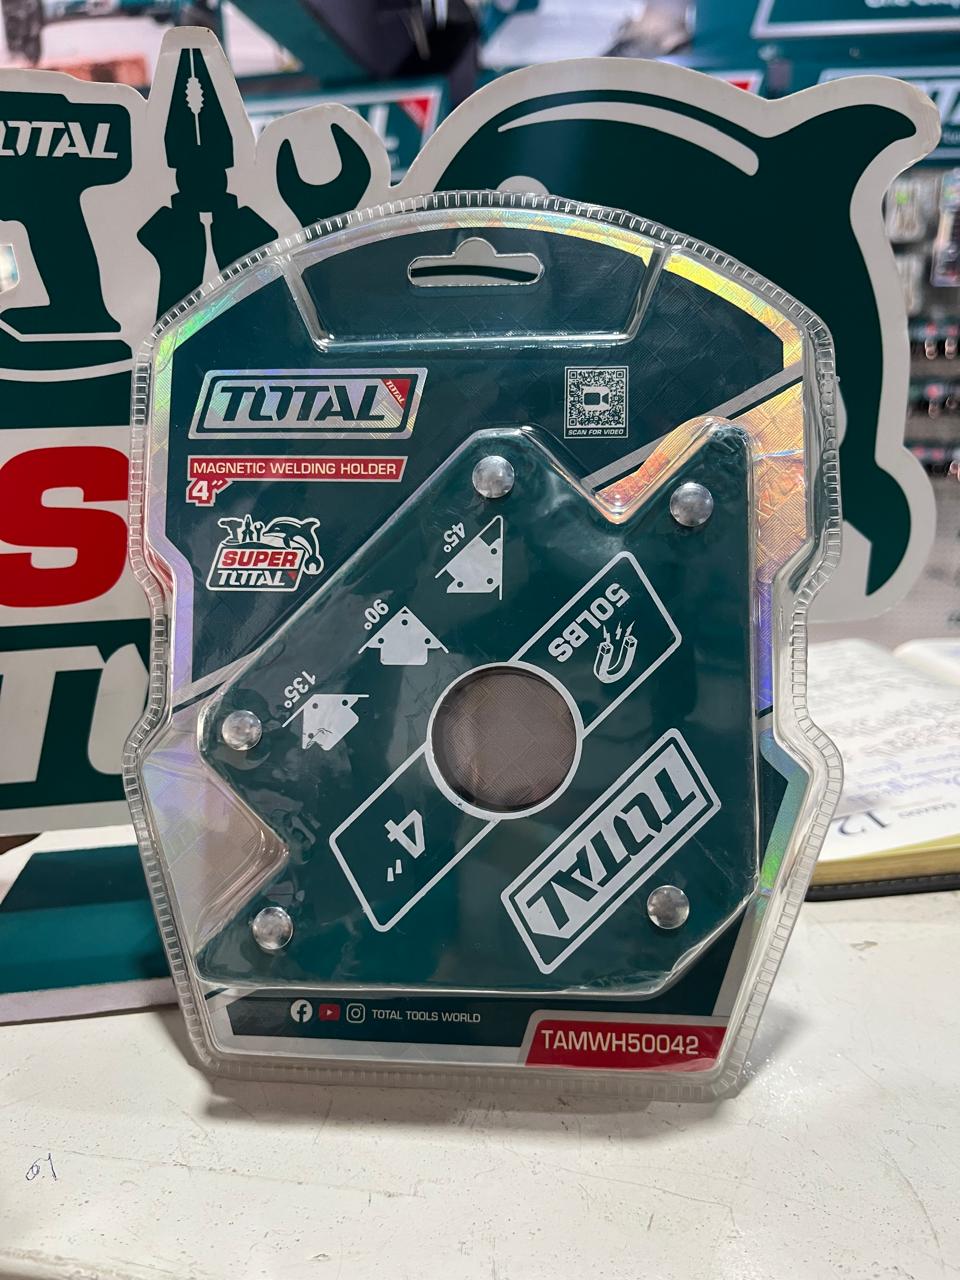 TOTAL
TOTAL
TOTAL
SCAN FOR VIDEO
MAGNETIC WELDING HOLDER
4"
SUPER
TOTAL
45°
90°
135°
50LBS
4"
TOTAL
TOTAL TOOLS WORLD
TAMWH50042
12